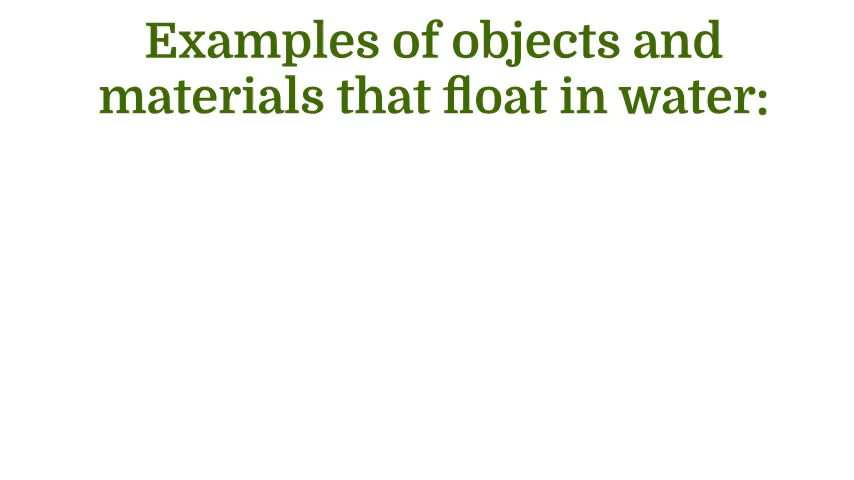 Examples of objects and
materials that float in water: